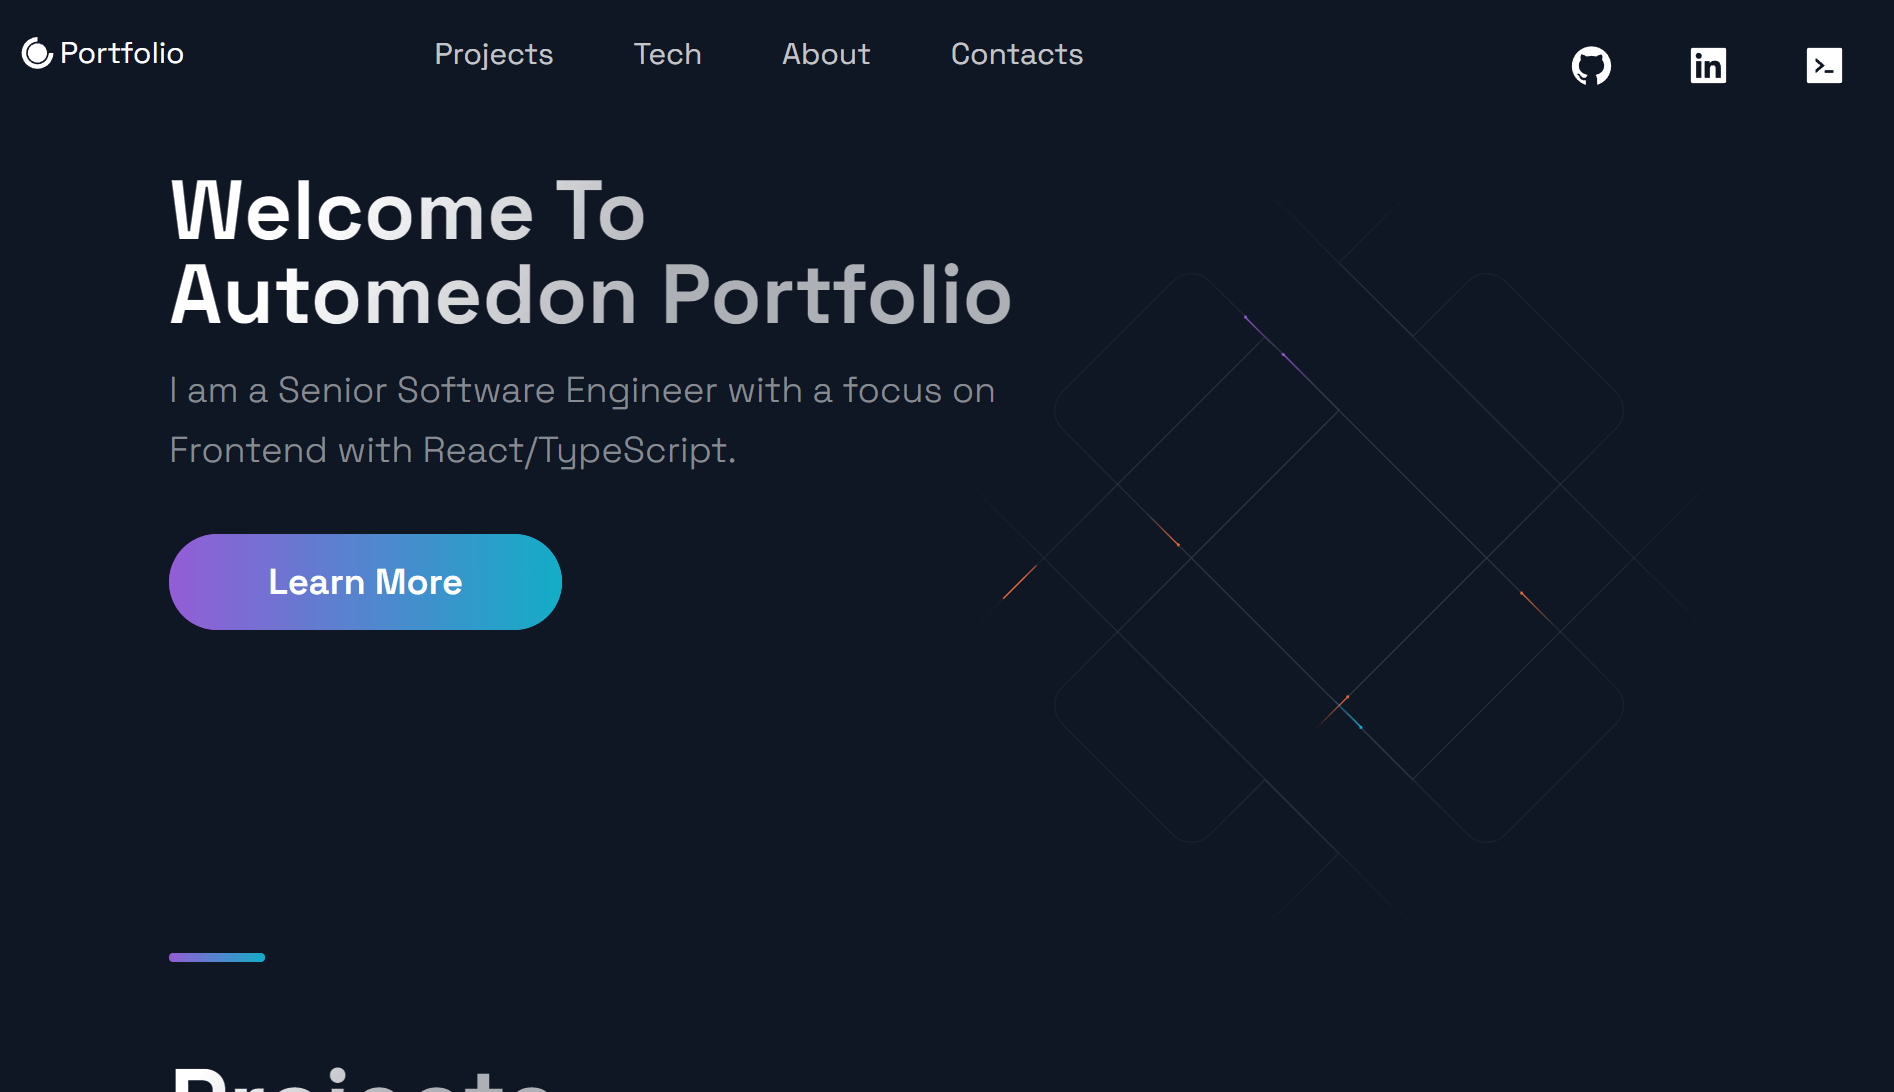 Portfolio
Projects
Tech
About
Contacts
Welcome To
Automedon Portfolio
I am a Senior Software Engineer with a focus on
Frontend with React/TypeScript.
Learn More
Projects